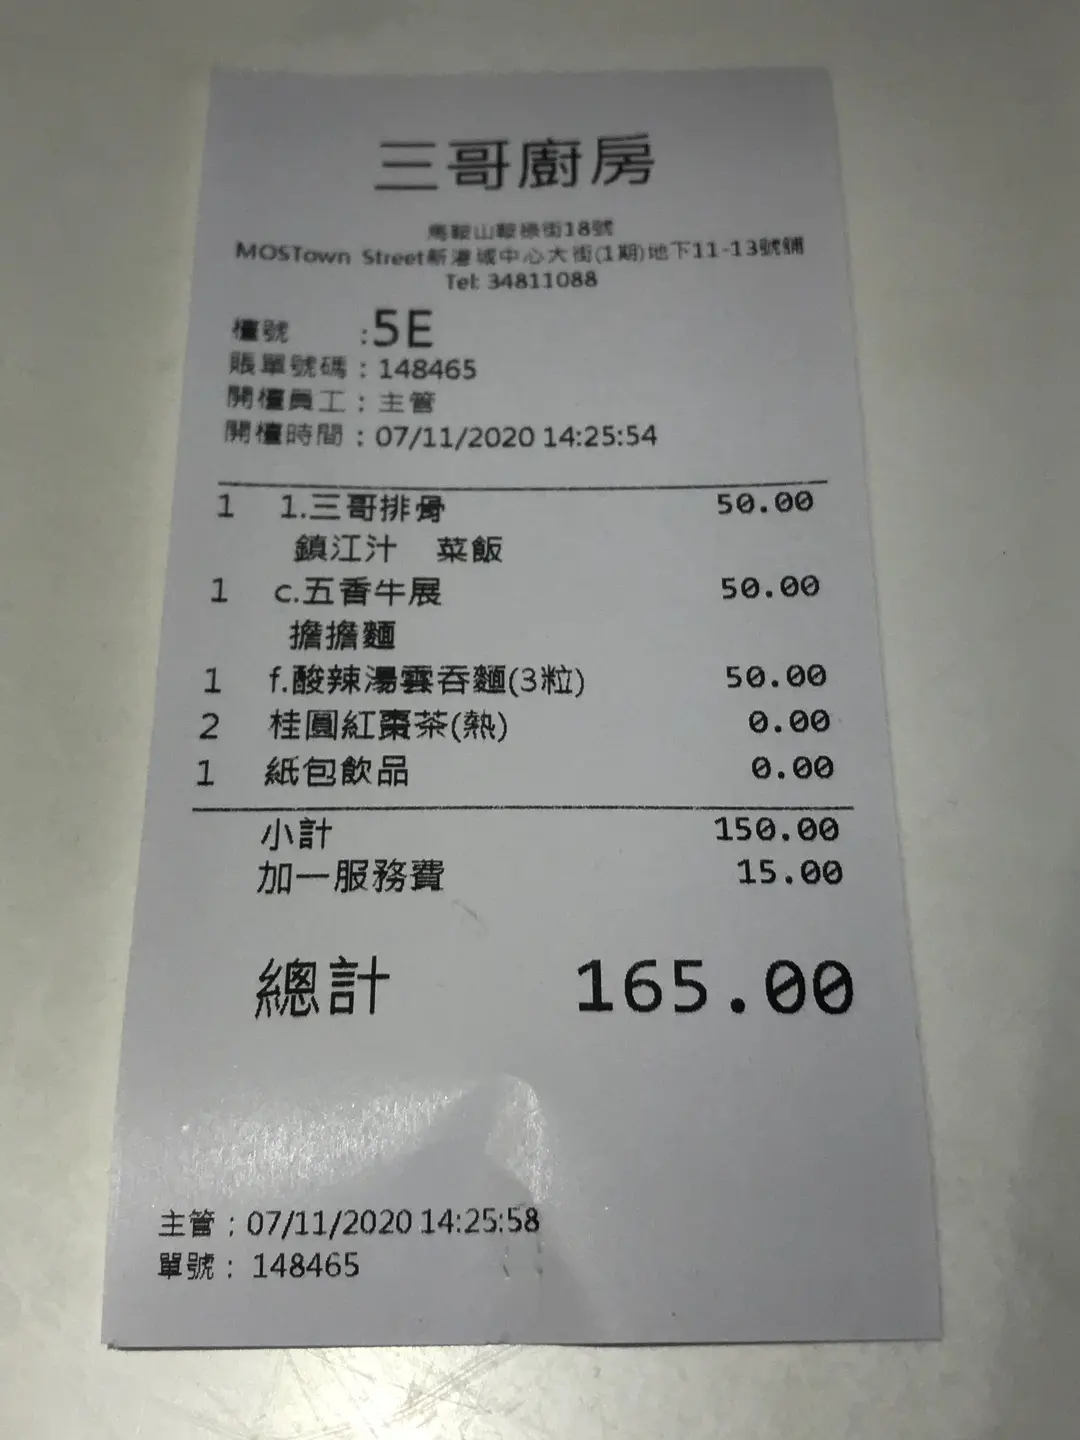 三哥廚房
馬鞍山鞍祿街18號
MOSTown Street新港城中心大街(1期)地下11-13號舖
Tel: 34811088
檯號 :5E
賬單號碼：148465
開檯員工：主管
開檯時間：07/11/2020 14:25:54
1 1.三哥排骨 50.00
鎮江汁 菜飯
1 c.五香牛展 50.00
擔擔麵
1 f.酸辣湯雲吞麵(3粒) 50.00
2 桂圓紅棗茶(熱) 0.00
1 紙包飲品 0.00
小計 150.00
加一服務費 15.00
總計 165.00
主管：07/11/2020 14:25:58
單號：148465